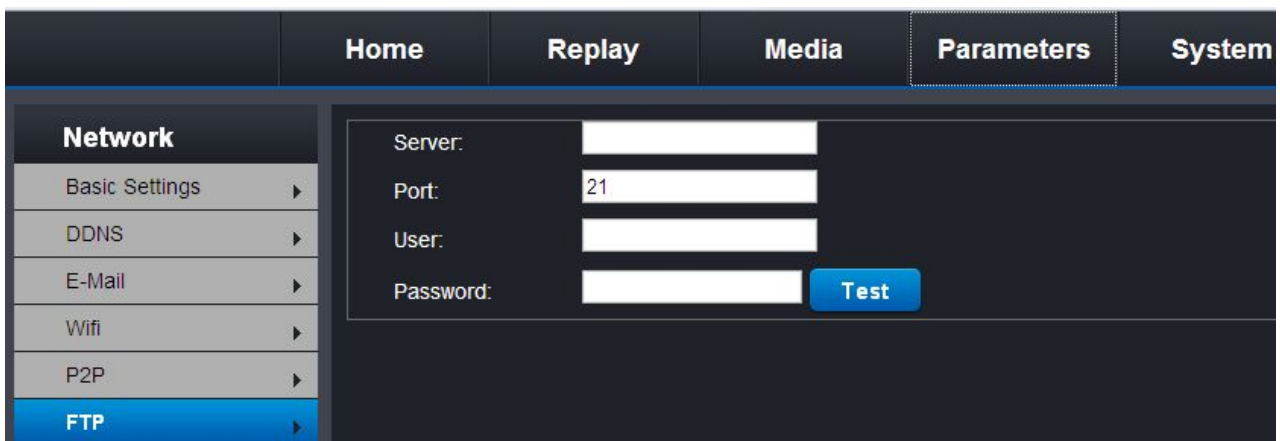 Home Replay Media Parameters System
Network
Basic Settings
DDNS
E-Mail
Wifi
P2P
FTP
Server:
Port: 21
User:
Password: Test